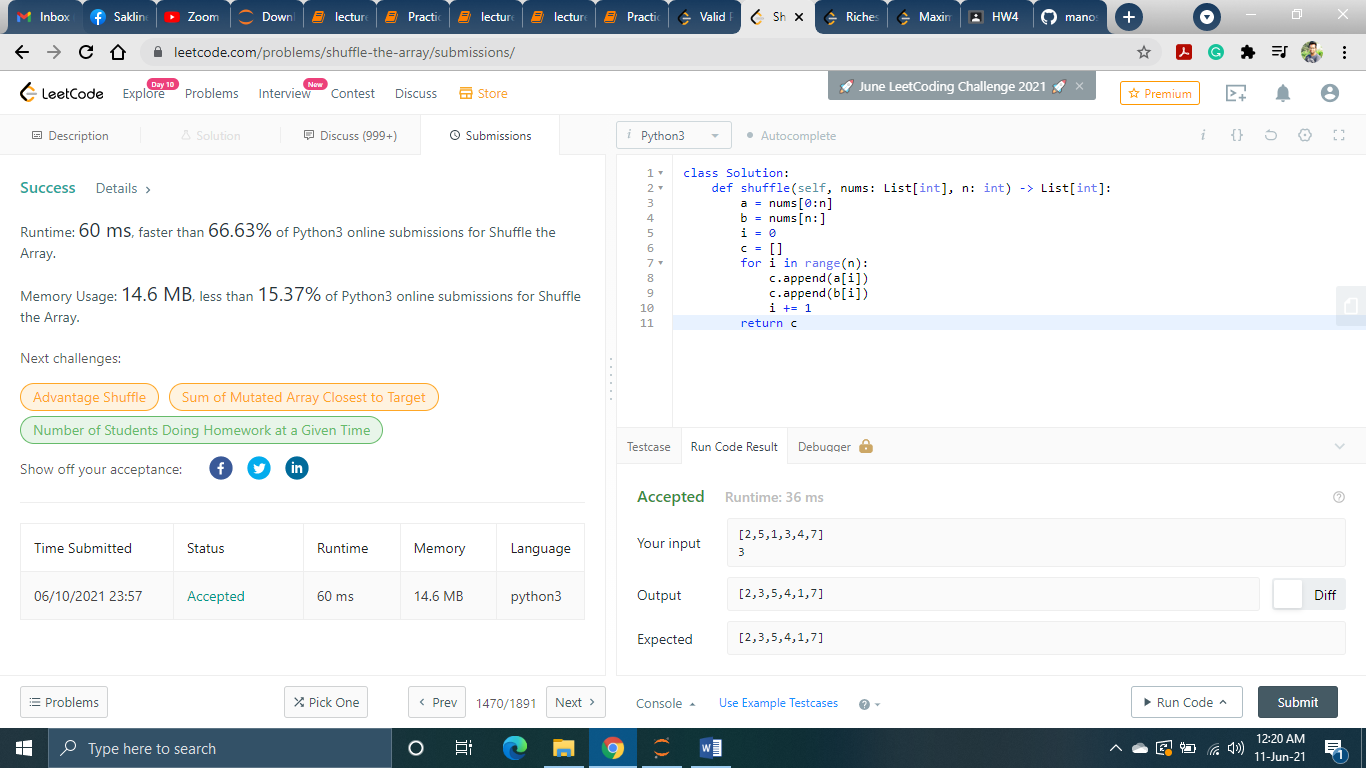 Inbox
Saklin
Zoom
Downl
lecture
Practic
lecture
lecture
Practic
Valid P
Sh
Riches
Maxim
HW4
manos
leetcode.com/problems/shuffle-the-array/submissions/
LeetCode
Explore
Day 10
Problems
Interview
New
Contest
Discuss
Store
June LeetCoding Challenge 2021
Premium
Description
Solution
Discuss (999+)
Submissions
i Python3
Autocomplete
Success
Details
Runtime: 60 ms, faster than 66.63% of Python3 online submissions for Shuffle the
Array.
Memory Usage: 14.6 MB, less than 15.37% of Python3 online submissions for Shuffle
the Array.
Next challenges:
Advantage Shuffle
Sum of Mutated Array Closest to Target
Number of Students Doing Homework at a Given Time
Show off your acceptance:
Time Submitted Status Runtime Memory Language
06/10/2021 23:57 Accepted 60 ms 14.6 MB python3
1 class Solution:
2 def shuffle(self, nums: List[int], n: int) -> List[int]:
3 a = nums[0:n]
4 b = nums[n:]
5 i = 0
6 c = []
7 for i in range(n):
8 c.append(a[i])
9 c.append(b[i])
10 i += 1
11 return c
Testcase
Run Code Result
Debugger
Accepted
Runtime: 36 ms
Your input
[2,5,1,3,4,7]
3
Output
[2,3,5,4,1,7]
Diff
Expected
[2,3,5,4,1,7]
Problems
Pick One
Prev
1470/1891
Next
Console
Use Example Testcases
Run Code
Submit
Type here to search
12:20 AM
11-Jun-21
1